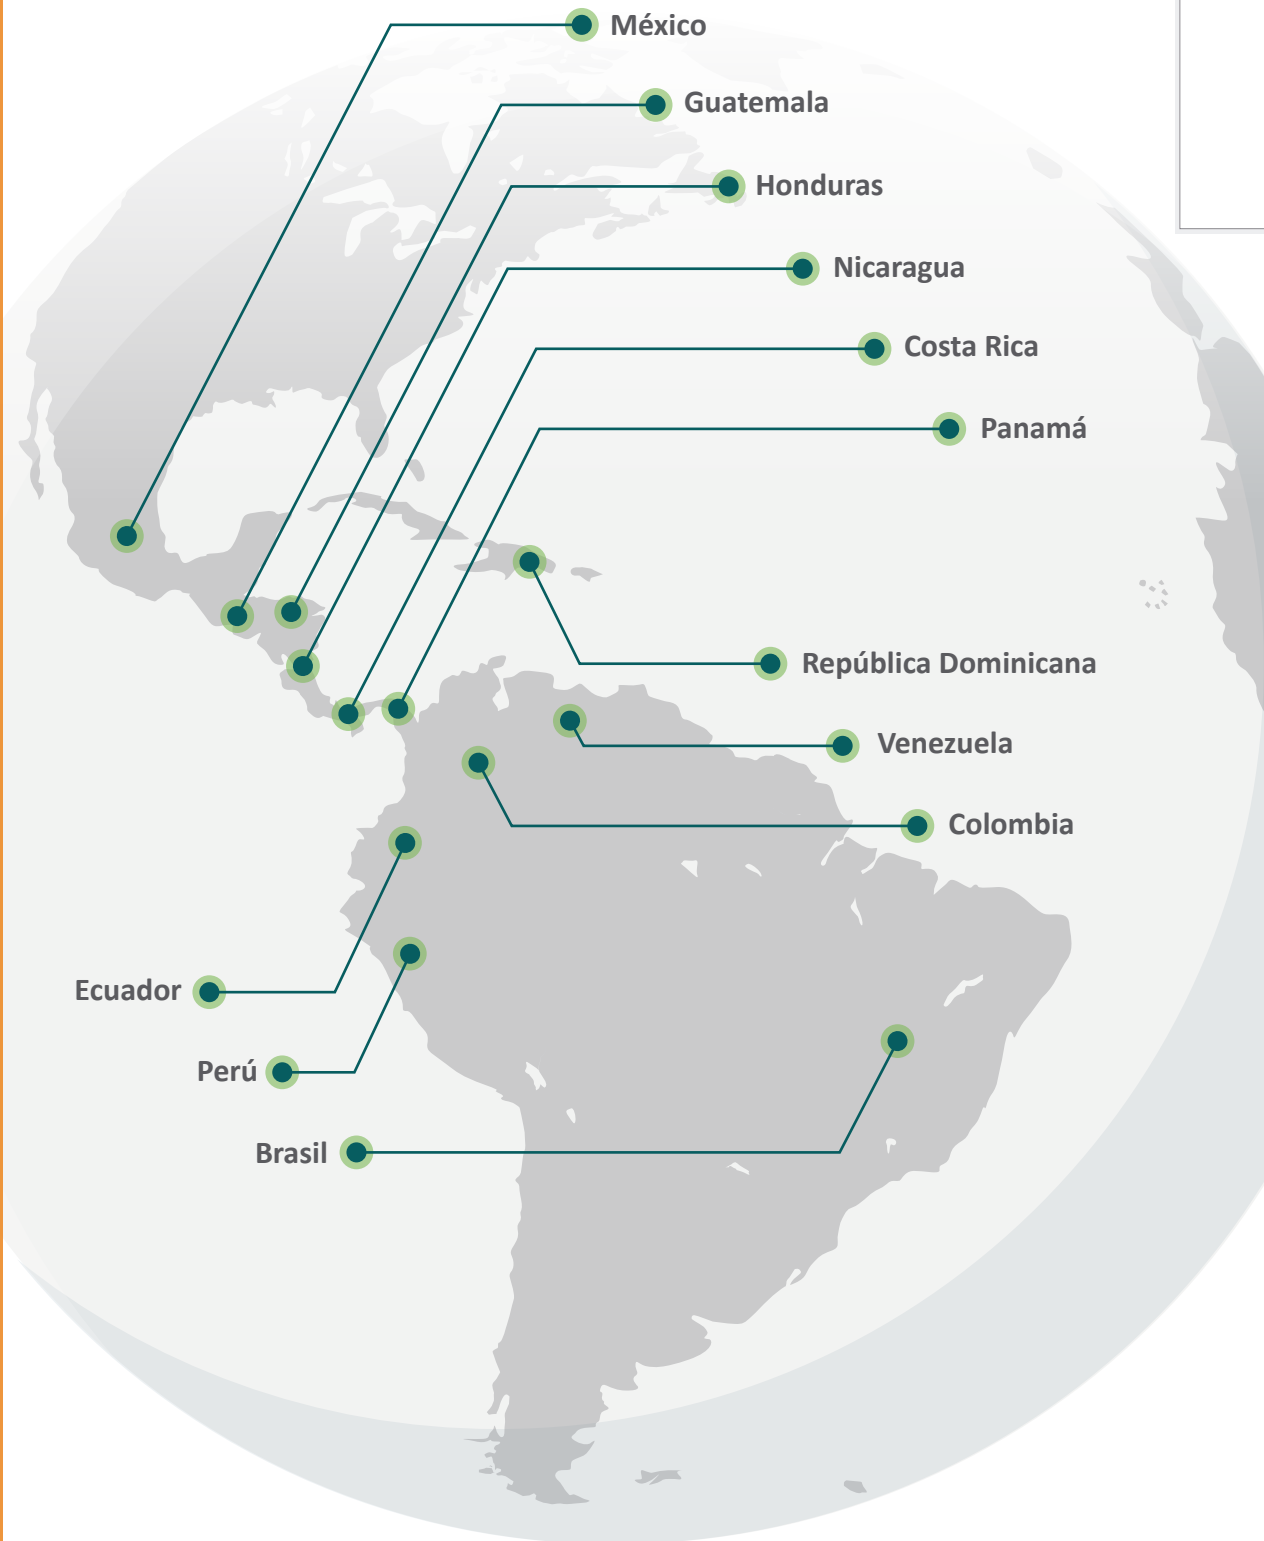 México
Guatemala
Honduras
Nicaragua
Costa Rica
Panamá
República Dominicana
Venezuela
Colombia
Ecuador
Perú
Brasil